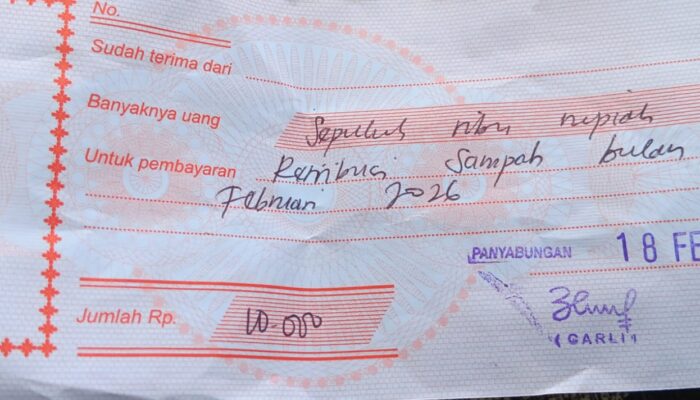 No.
Sudah terima dari
Banyaknya uang Sepuluh ribu rupiah
Untuk pembayaran Retribusi Sampah bulan
Februari 2026
PANYABUNGAN 18 FE
Jumlah Rp. 10.000
( GARLI